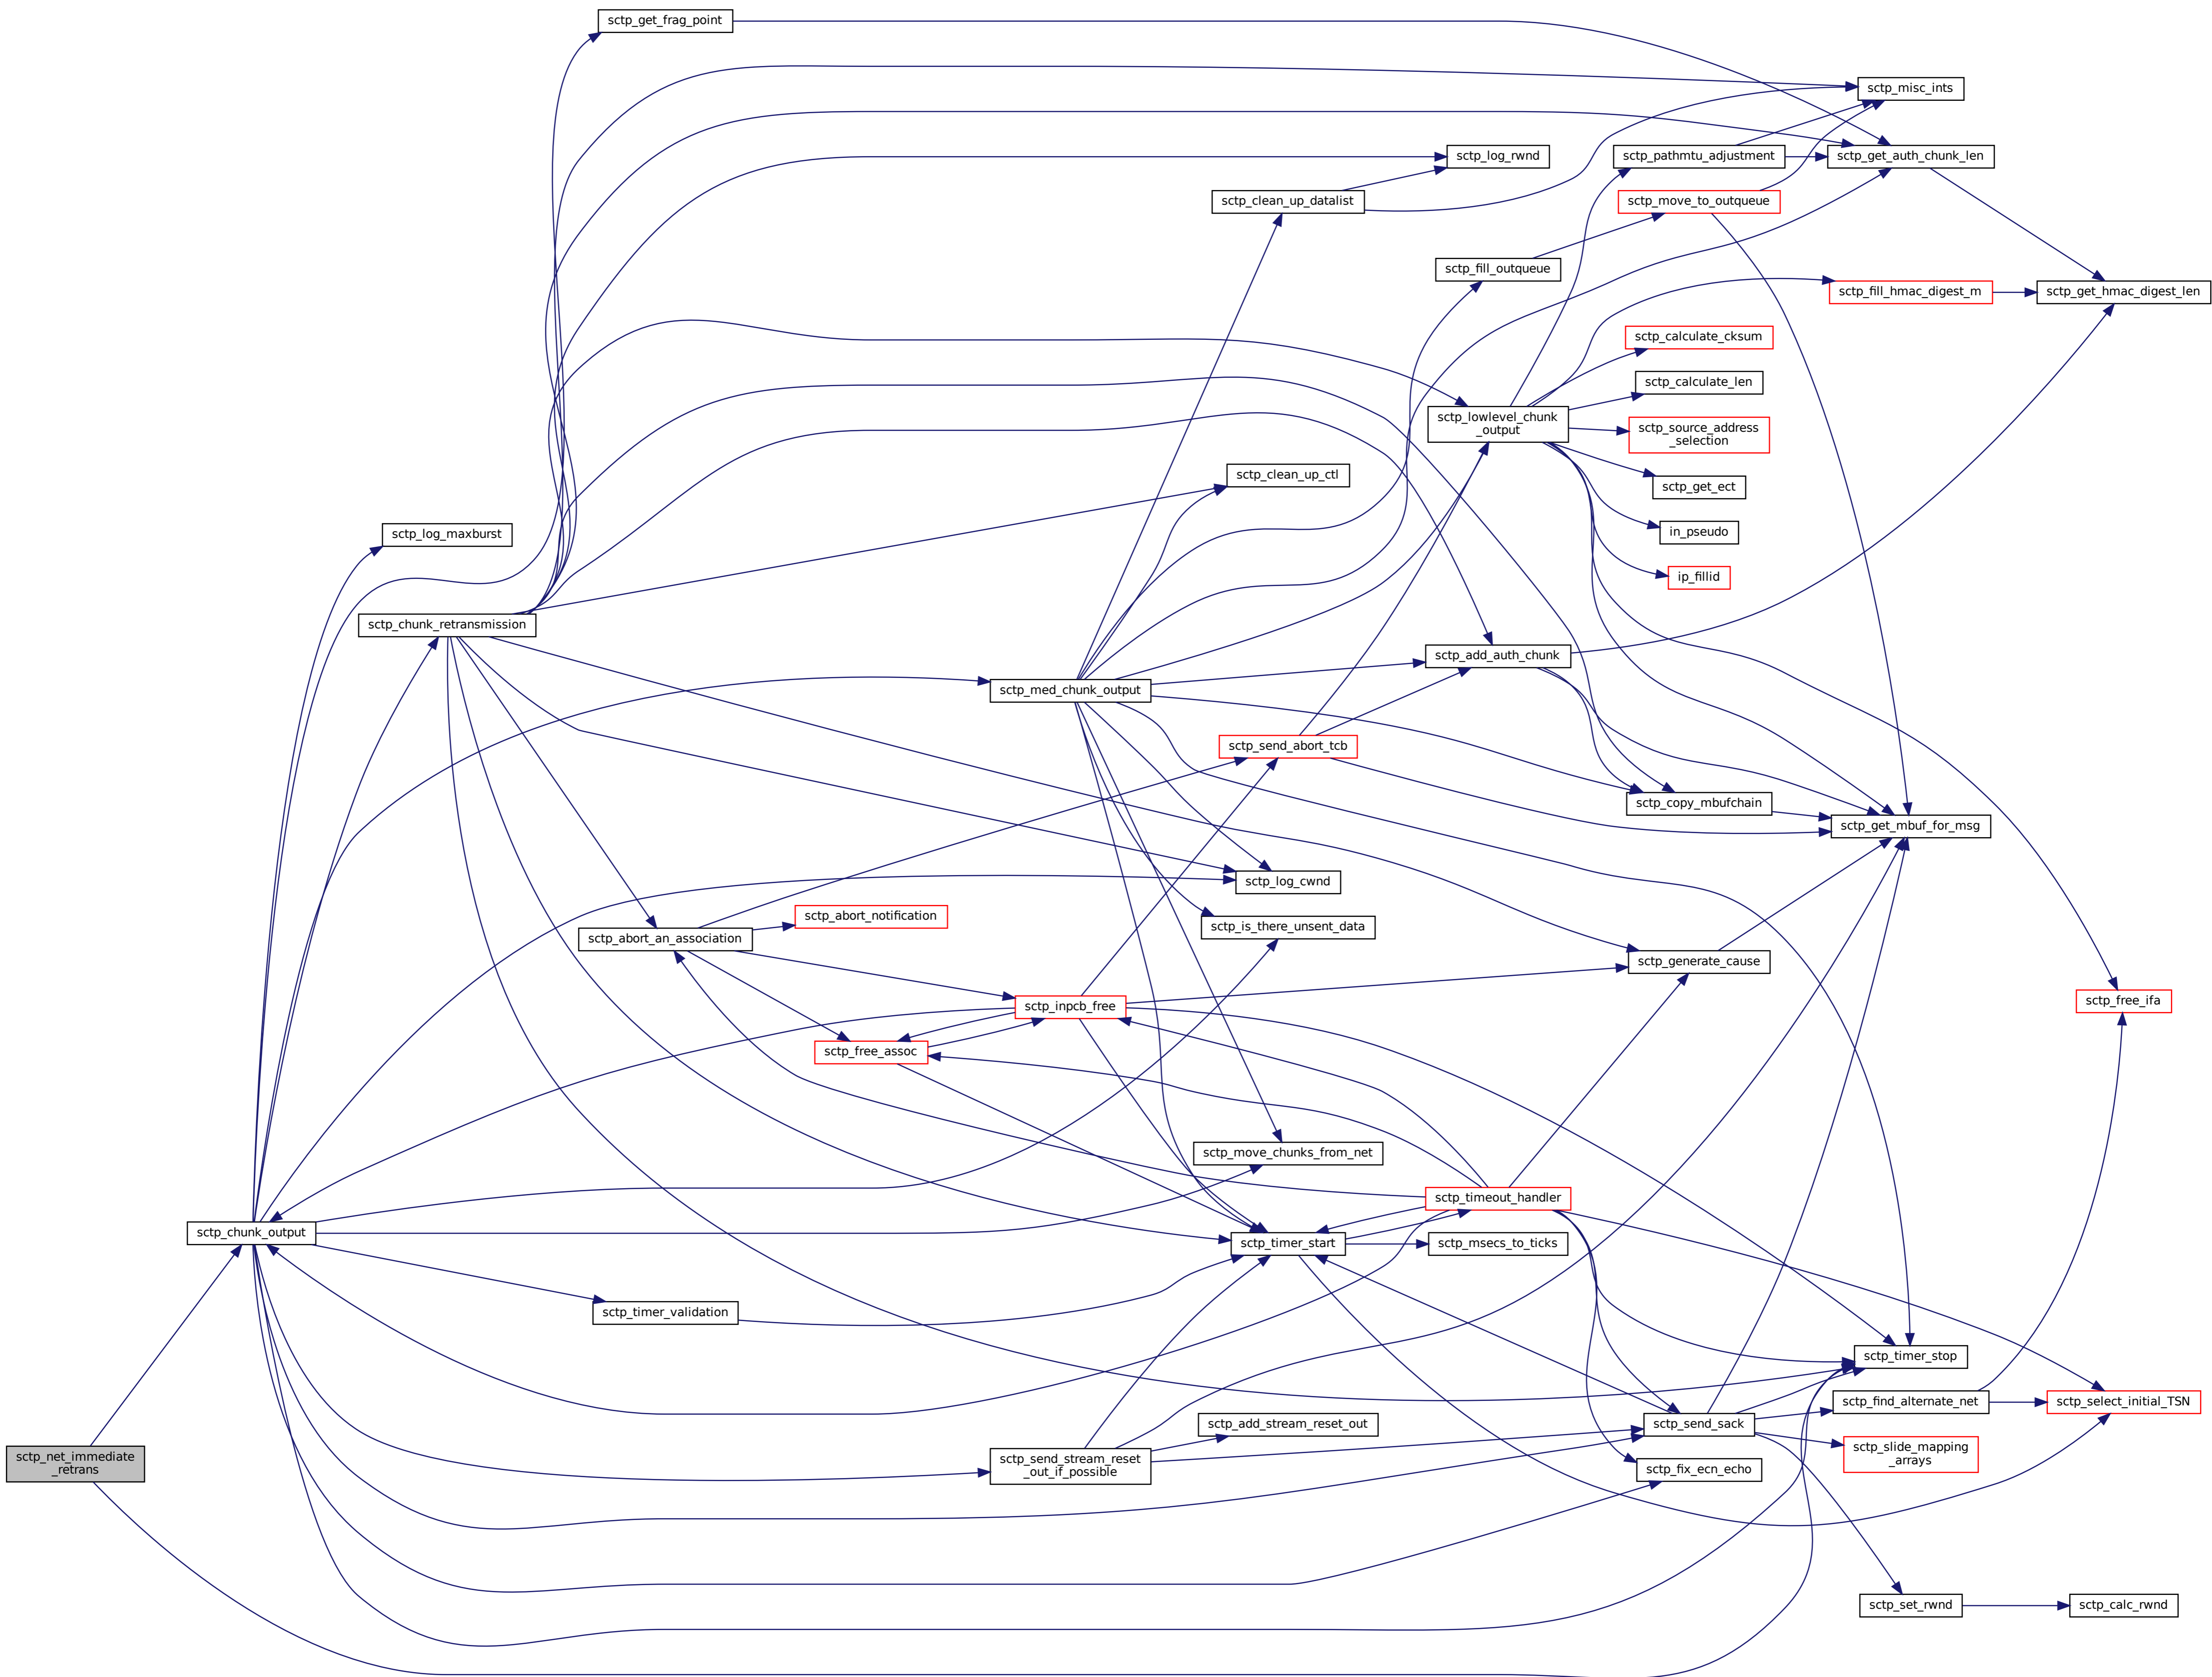 sctp_get_frag_point
sctp_misc_ints
sctp_log_rwnd
sctp_pathmtu_adjustment
sctp_get_auth_chunk_len
sctp_clean_up_datalist
sctp_move_to_outqueue
sctp_fill_outqueue
sctp_fill_hmac_digest_m
sctp_get_hmac_digest_len
sctp_calculate_cksum
sctp_calculate_len
sctp_lowlevel_chunk
_output
sctp_source_address
_selection
sctp_clean_up_ctl
sctp_get_ect
sctp_log_maxburst
in_pseudo
ip_fillid
sctp_chunk_retransmission
sctp_add_auth_chunk
sctp_med_chunk_output
sctp_send_abort_tcb
sctp_copy_mbufchain
sctp_get_mbuf_for_msg
sctp_log_cwnd
sctp_abort_notification
sctp_is_there_unsent_data
sctp_abort_an_association
sctp_generate_cause
sctp_inpcb_free
sctp_free_ifa
sctp_free_assoc
sctp_move_chunks_from_net
sctp_timeout_handler
sctp_chunk_output
sctp_timer_start
sctp_msecs_to_ticks
sctp_timer_validation
sctp_timer_stop
sctp_find_alternate_net
sctp_select_initial_TSN
sctp_add_stream_reset_out
sctp_send_sack
sctp_net_immediate
_retrans
sctp_send_stream_reset
_out_if_possible
sctp_slide_mapping
_arrays
sctp_fix_ecn_echo
sctp_set_rwnd
sctp_calc_rwnd